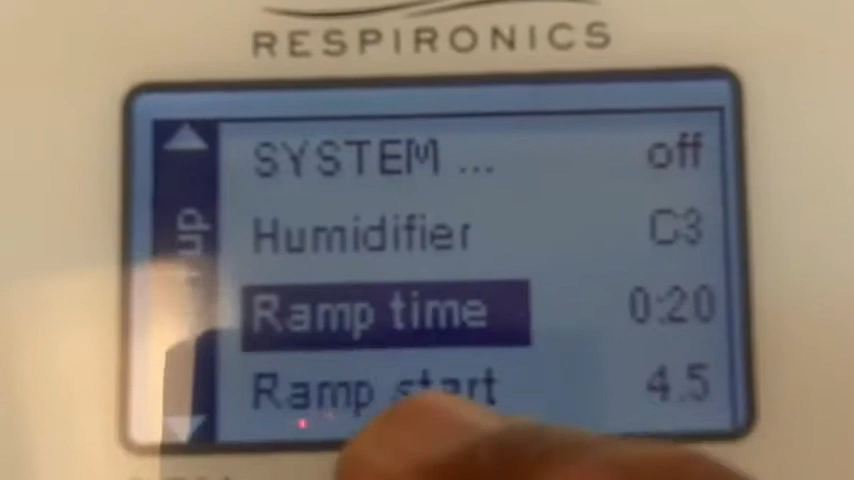 RESPIRONICS
SYSTEM ... off
Humidifier C3
Ramp time 0:20
Ramp start 4.5